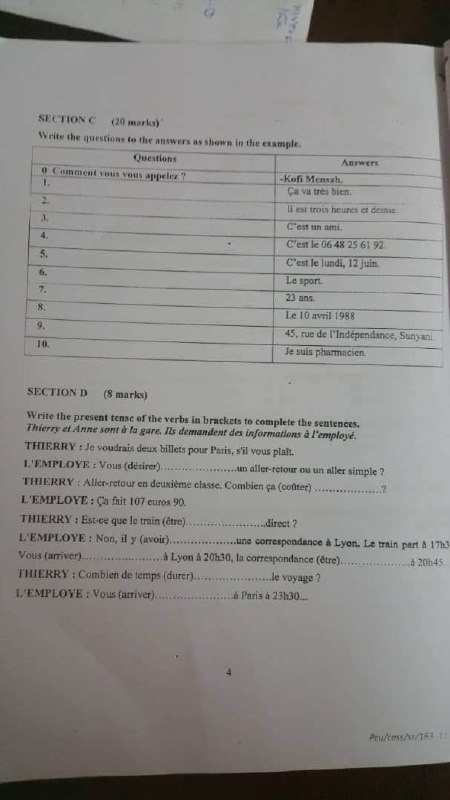 SECTION C (20 marks)
Write the questions to the answers as shown in the example.
Questions Answers
0 Comment vous vous appelez ? -Kofi Mensah.
1. Ça va très bien.
2. Il est trois heures et demie.
3. C'est un ami.
4. C'est le 06 48 25 61 92.
5. C'est le lundi, 12 juin.
6. Le sport.
7. 23 ans.
8. Le 10 avril 1988
9. 45, rue de l'Indépendance, Sunyani.
10. Je suis pharmacien.
SECTION D (8 marks)
Write the present tense of the verbs in brackets to complete the sentences,
Thierry et Anne sont à la gare. Ils demandent des informations à l'employé.
THIERRY : Je voudrais deux billets pour Paris, s'il vous plaît.
L'EMPLOYE : Vous (désirer)......................un aller-retour ou un aller simple ?
THIERRY : Aller-retour en deuxième classe. Combien ça (coûter) ..................?
L'EMPLOYE : Ça fait 107 euros 90.
THIERRY : Est-ce que le train (être).......................direct ?
L'EMPLOYE : Non, il y (avoir)...................une correspondance à Lyon. Le train part à 17h3
Vous (arriver).......................à Lyon à 20h30, la correspondance (être)....................à 20h45.
THIERRY : Combien de temps (durer).......................le voyage ?
L'EMPLOYE : Vous (arriver).......................à Paris à 23h30...
4